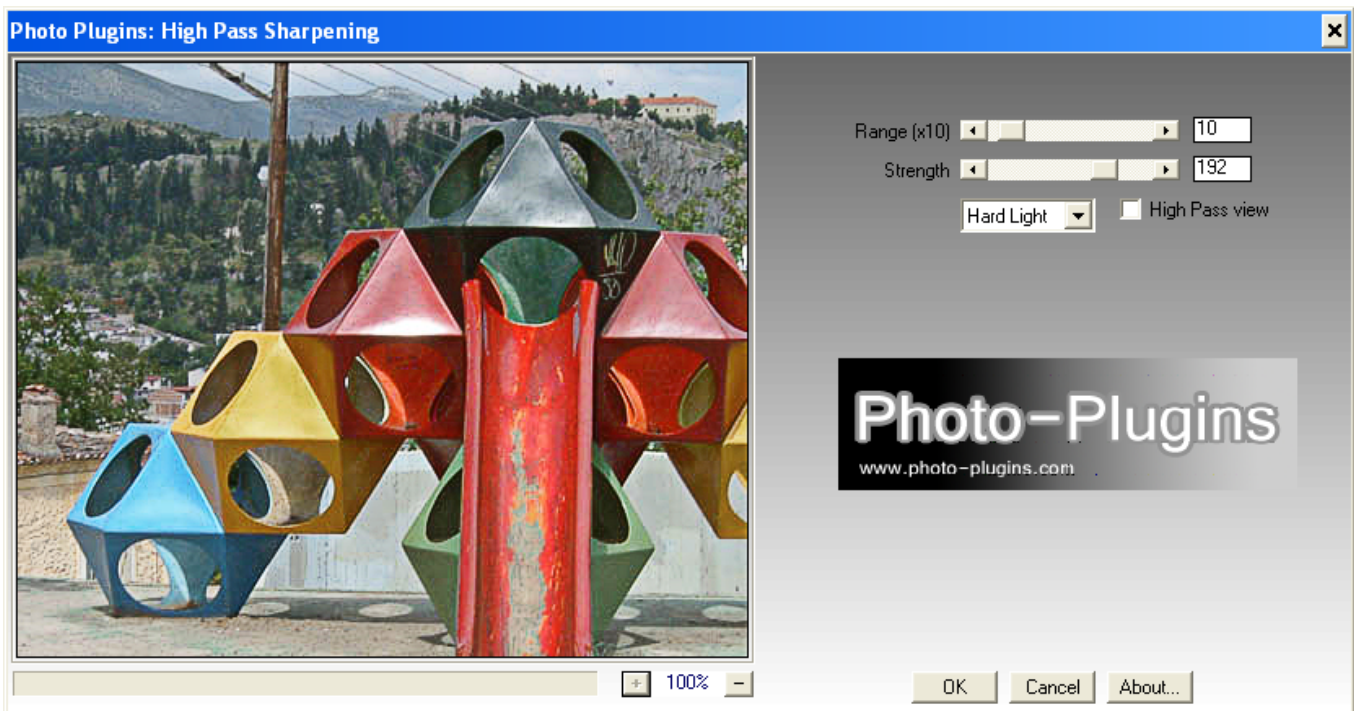 Photo Plugins: High Pass Sharpening
Range (x10) 10
Strength 192
Hard Light High Pass view
Photo-Plugins
www.photo-plugins.com
+ 100% -
OK Cancel About...